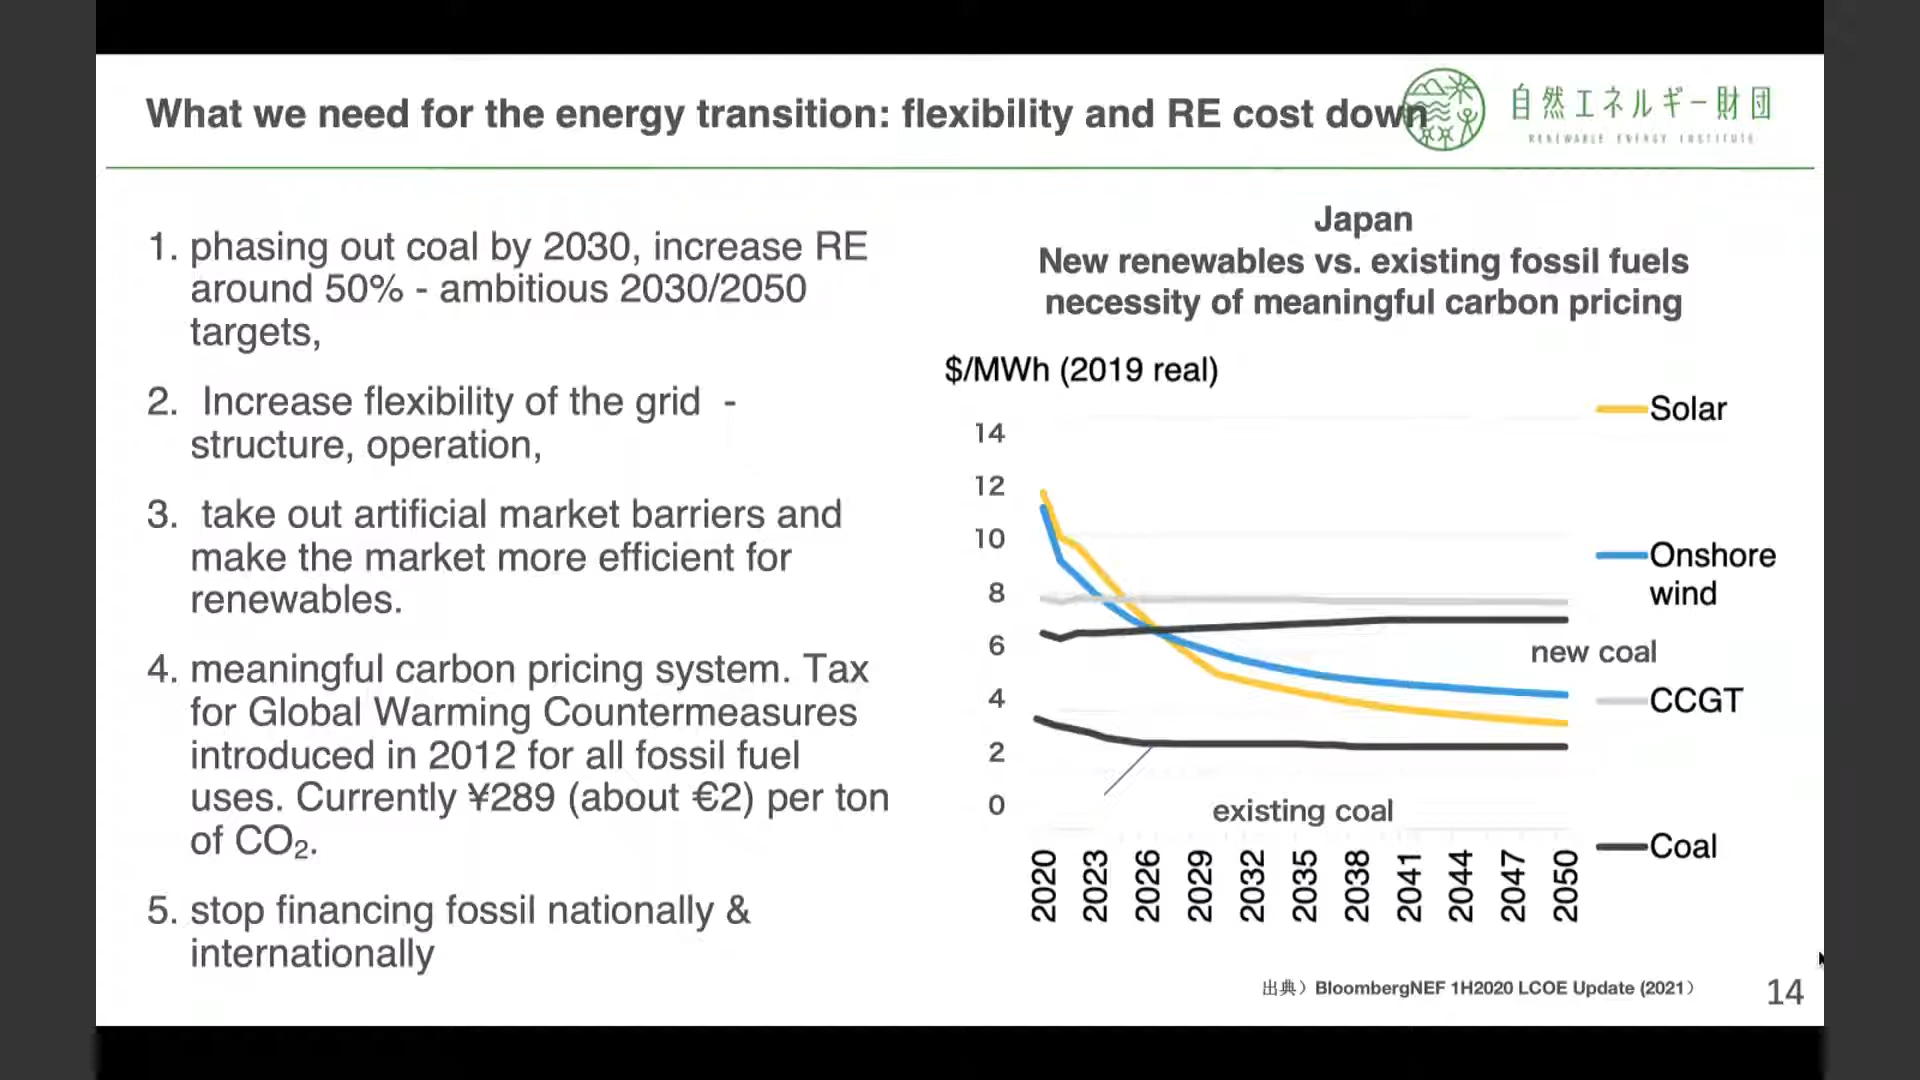 What we need for the energy transition: flexibility and RE cost down
自然エネルギー財団
RENEWABLE ENERGY INSTITUTE
1. phasing out coal by 2030, increase RE
around 50% - ambitious 2030/2050
targets,
2. Increase flexibility of the grid -
structure, operation,
3. take out artificial market barriers and
make the market more efficient for
renewables.
4. meaningful carbon pricing system. Tax
for Global Warming Countermeasures
introduced in 2012 for all fossil fuel
uses. Currently ¥289 (about €2) per ton
of CO₂.
5. stop financing fossil nationally &
internationally
Japan
New renewables vs. existing fossil fuels
necessity of meaningful carbon pricing
$/MWh (2019 real)
14
12
10
8
6
4
2
0
2020
2023
2026
2029
2032
2035
2038
2041
2044
2047
2050
existing coal
new coal
Solar
Onshore
wind
CCGT
Coal
出典）BloombergNEF 1H2020 LCOE Update (2021）
14